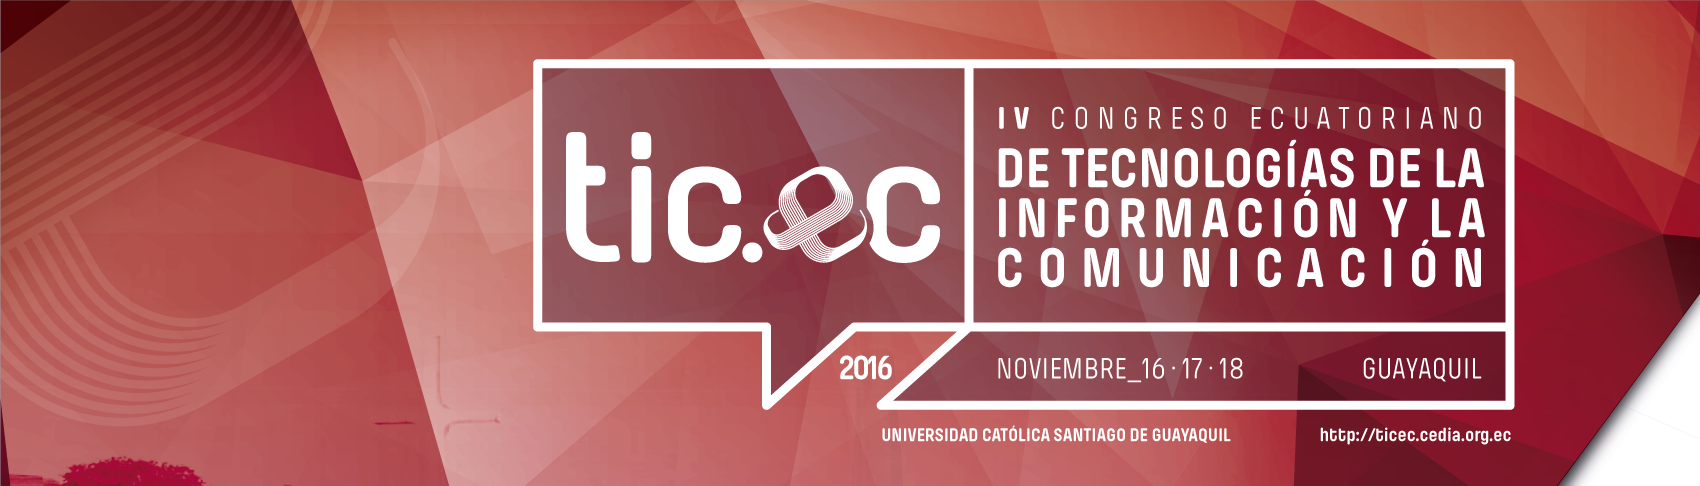 tic.ec
IV CONGRESO ECUATORIANO
DE TECNOLOGÍAS DE LA
INFORMACIÓN Y LA
COMUNICACIÓN
2016
NOVIEMBRE_16·17·18
GUAYAQUIL
UNIVERSIDAD CATÓLICA SANTIAGO DE GUAYAQUIL
http://ticec.cedia.org.ec